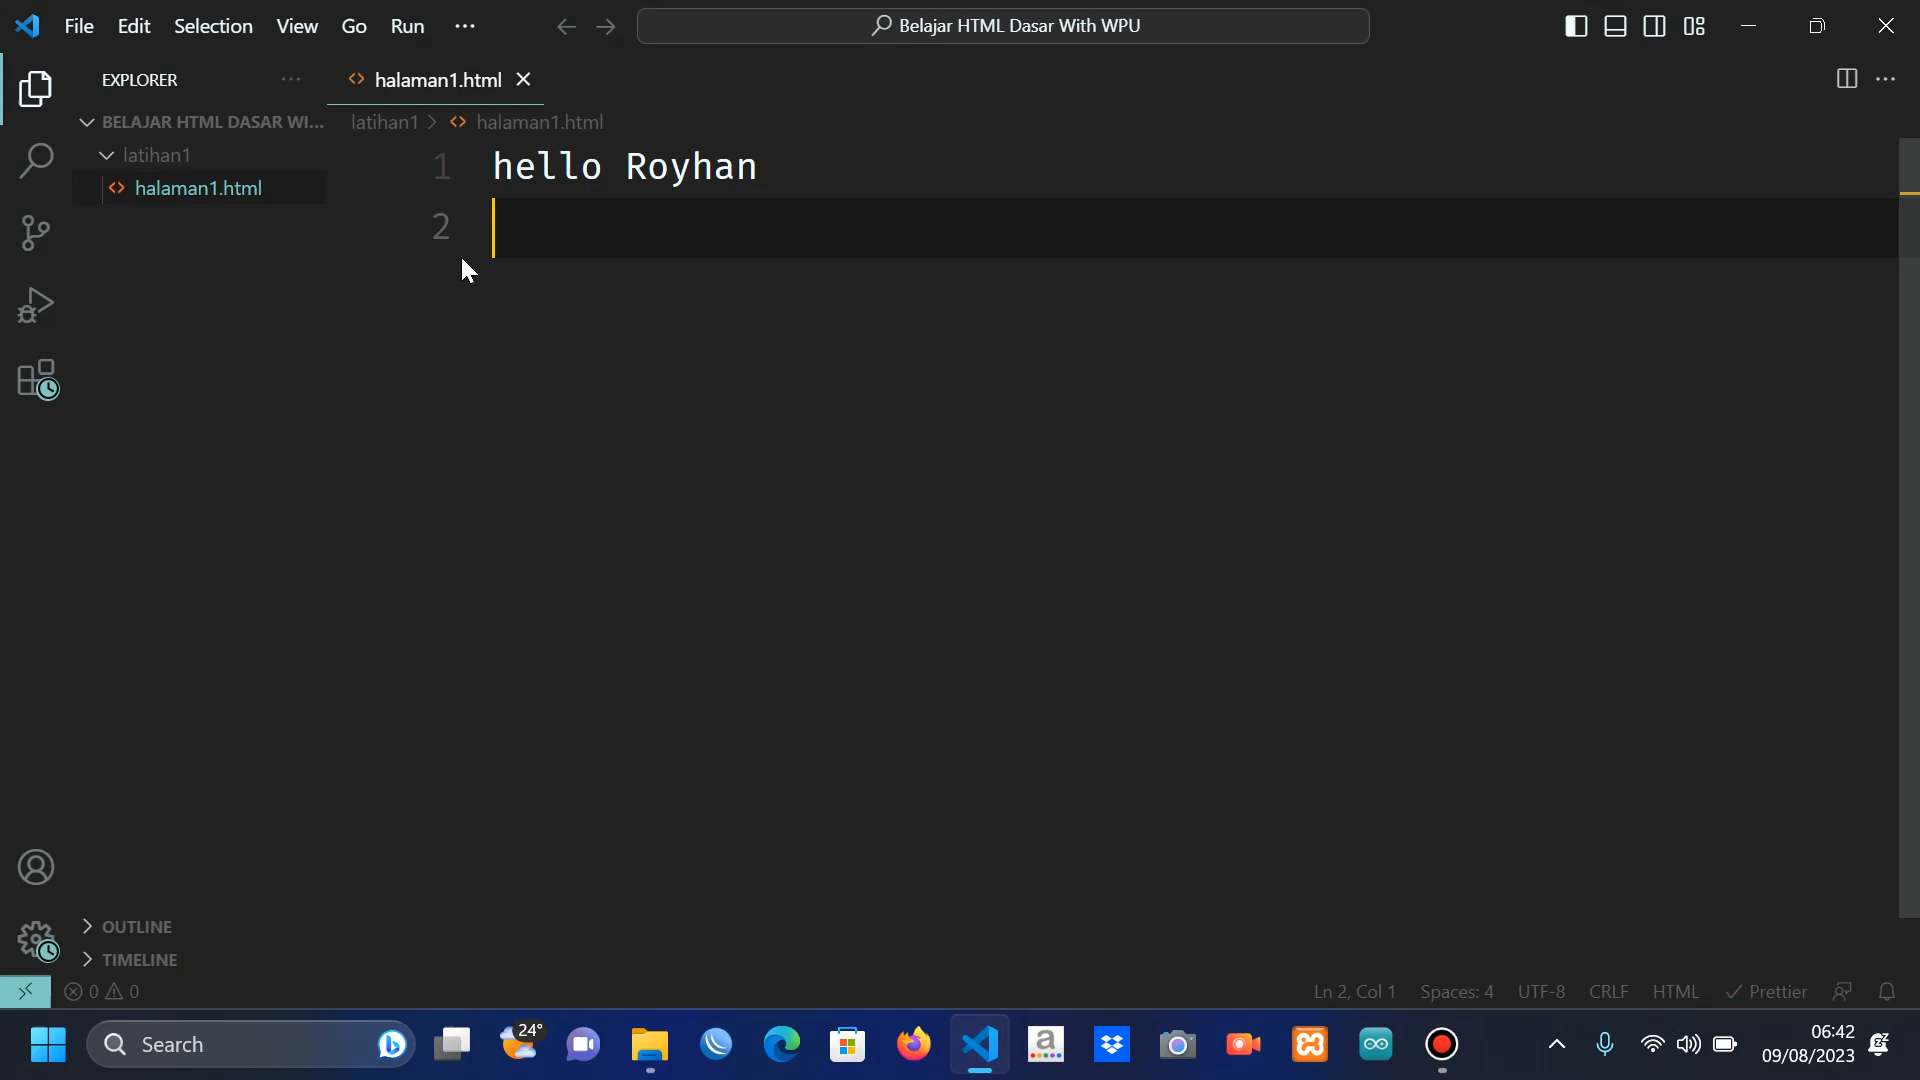 File Edit Selection View Go Run ···
Belajar HTML Dasar With WPU
EXPLORER ···
halaman1.html
BELAJAR HTML DASAR WI...
latihan1 > halaman1.html
latihan1
halaman1.html
1 hello Royhan
2
OUTLINE
TIMELINE
0 0
Ln 2, Col 1 Spaces: 4 UTF-8 CRLF HTML Prettier
Search
24°
a
06:42
09/08/2023